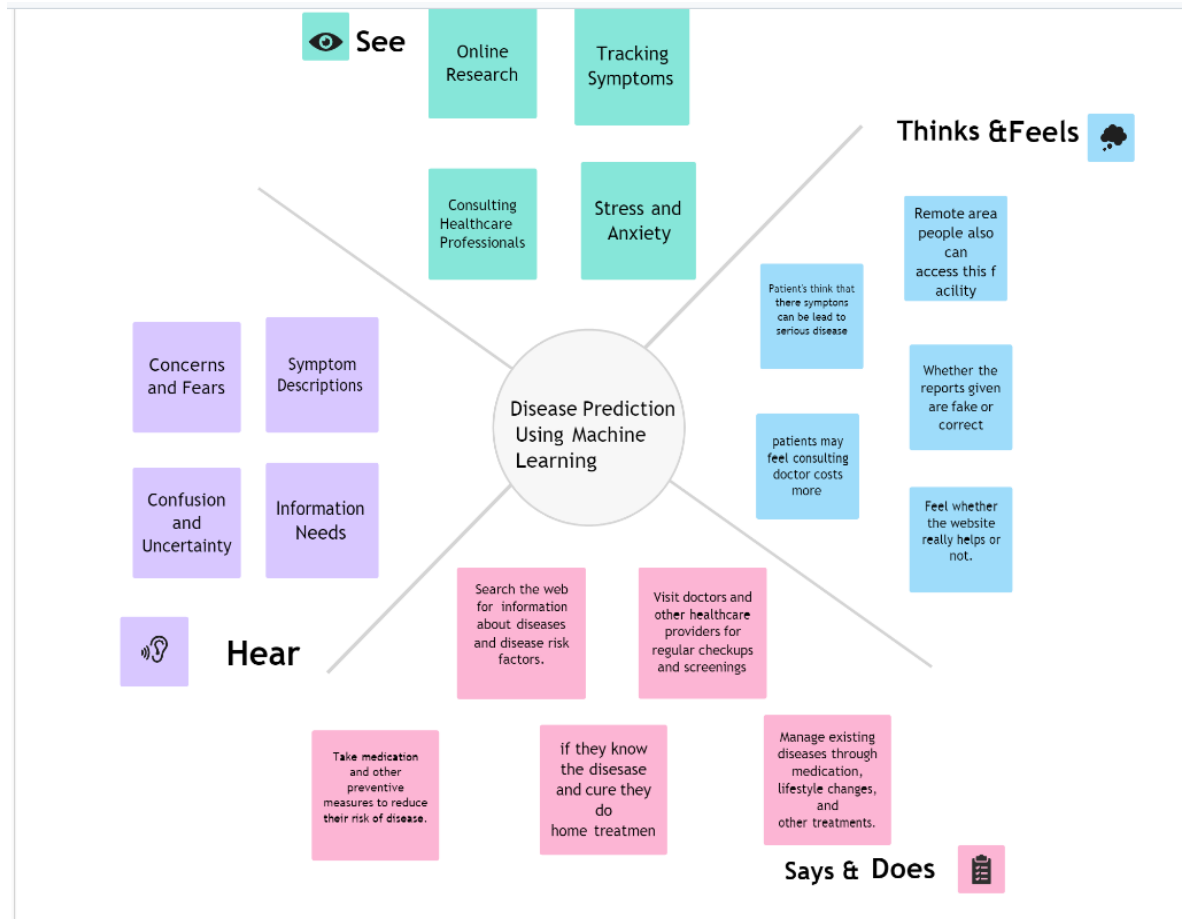 See
Online
Research
Tracking
Symptoms
Consulting
Healthcare
Professionals
Stress and
Anxiety
Thinks &Feels
Remote area
people also
can
access this f
acility
Patient's think that
there symptons
can be lead to
serious disease
Whether the
reports given
are fake or
correct
patients may
feel consulting
doctor costs
more
Feel whether
the website
really helps or
not.
Concerns
and Fears
Symptom
Descriptions
Confusion
and
Uncertainty
Information
Needs
Hear
Disease Prediction
Using Machine
Learning
Search the web
for information
about diseases
and disease risk
factors.
Visit doctors and
other healthcare
providers for
regular checkups
and screenings
Take medication
and other
preventive
measures to reduce
their risk of disease.
if they know
the disesase
and cure they
do
home treatmen
Manage existing
diseases through
medication,
lifestyle changes,
and
other treatments.
Says & Does